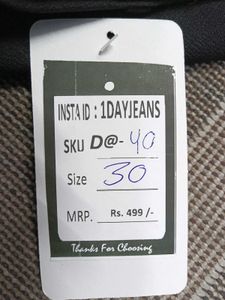 INSTA ID : 1DAYJEANS
SKU D@-40
Size 30
MRP. Rs. 499 /-
Thanks For Choosing